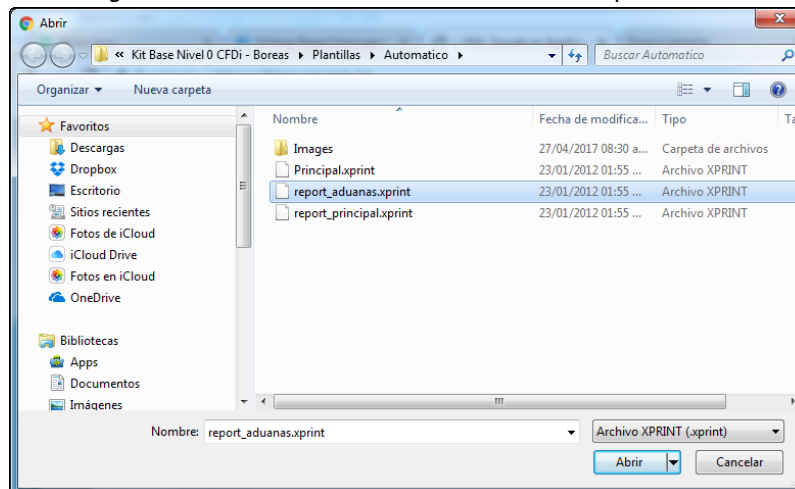 Abrir
« Kit Base Nivel 0 CFDi - Boreas ▸ Plantillas ▸ Automatico ▸ Buscar Automatico
Organizar Nueva carpeta
Nombre Fecha de modifica... Tipo Ta
Favoritos
Descargas Images 27/04/2017 08:30 a... Carpeta de archivos
Dropbox Principal.xprint 23/01/2012 01:55 ... Archivo XPRINT
Escritorio report_aduanas.xprint 23/01/2012 01:55 ... Archivo XPRINT
Sitios recientes report_principal.xprint 23/01/2012 01:55 ... Archivo XPRINT
Fotos de iCloud
iCloud Drive
Fotos en iCloud
OneDrive
Bibliotecas
Apps
Documentos
Imágenes
Nombre: report_aduanas.xprint Archivo XPRINT (.xprint)
Abrir Cancelar